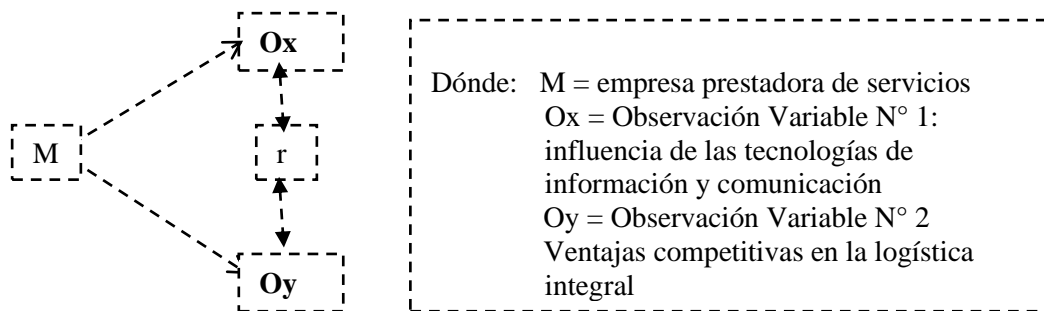 Ox
M
r
Oy
Dónde: M = empresa prestadora de servicios
Ox = Observación Variable N° 1:
influencia de las tecnologías de
información y comunicación
Oy = Observación Variable N° 2
Ventajas competitivas en la logística
integral